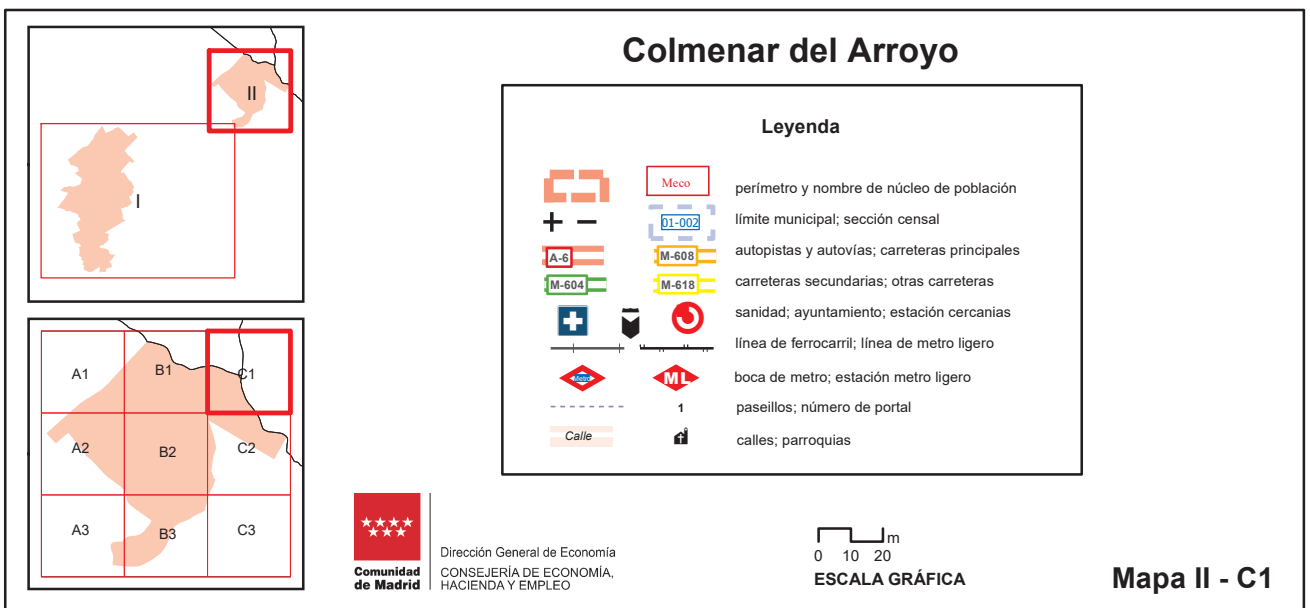 Colmenar del Arroyo
II
I
Leyenda
Meco
perímetro y nombre de núcleo de población
01-002
límite municipal; sección censal
A-6
M-608
autopistas y autovías; carreteras principales
M-604
M-618
carreteras secundarias; otras carreteras
sanidad; ayuntamiento; estación cercanias
línea de ferrocarril; línea de metro ligero
Metro
ML
boca de metro; estación metro ligero
1
paseillos; número de portal
Calle
calles; parroquias
A1
B1
C1
A2
B2
C2
A3
B3
C3
Comunidad
de Madrid
Dirección General de Economía
CONSEJERÍA DE ECONOMÍA,
HACIENDA Y EMPLEO
m
0 10 20
ESCALA GRÁFICA
Mapa II - C1